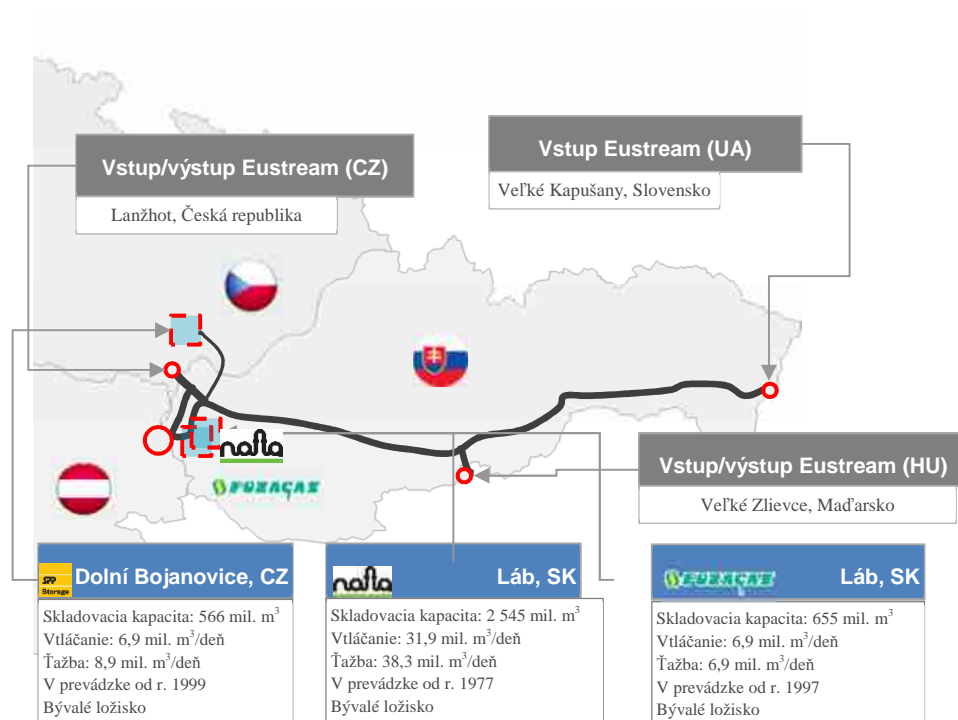 Vstup/výstup Eustream (CZ)
Lanžhot, Česká republika
Vstup Eustream (UA)
Veľké Kapušany, Slovensko
nafta
POZAGAS
Vstup/výstup Eustream (HU)
Veľké Zlievce, Maďarsko
SPP
Storage
Dolní Bojanovice, CZ
Skladovacia kapacita: 566 mil. m³
Vtláčanie: 6,9 mil. m³/deň
Ťažba: 8,9 mil. m³/deň
V prevádzke od r. 1999
Bývalé ložisko
nafta
Láb, SK
Skladovacia kapacita: 2 545 mil. m³
Vtláčanie: 31,9 mil. m³/deň
Ťažba: 38,3 mil. m³/deň
V prevádzke od r. 1977
Bývalé ložisko
POZAGAS
Láb, SK
Skladovacia kapacita: 655 mil. m³
Vtláčanie: 6,9 mil. m³/deň
Ťažba: 6,9 mil. m³/deň
V prevádzke od r. 1997
Bývalé ložisko